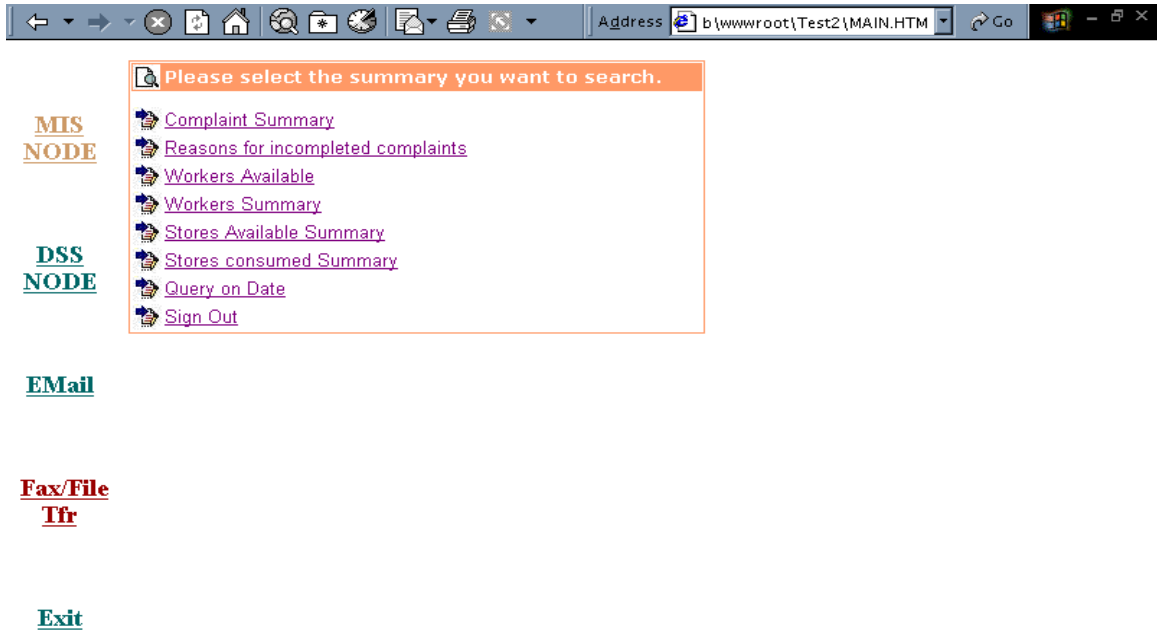 Address b\wwwroot\Test2\MAIN.HTM Go
Please select the summary you want to search.
Complaint Summary
Reasons for incompleted complaints
Workers Available
Workers Summary
Stores Available Summary
Stores consumed Summary
Query on Date
Sign Out
MIS
NODE
DSS
NODE
EMail
Fax/File
Tfr
Exit